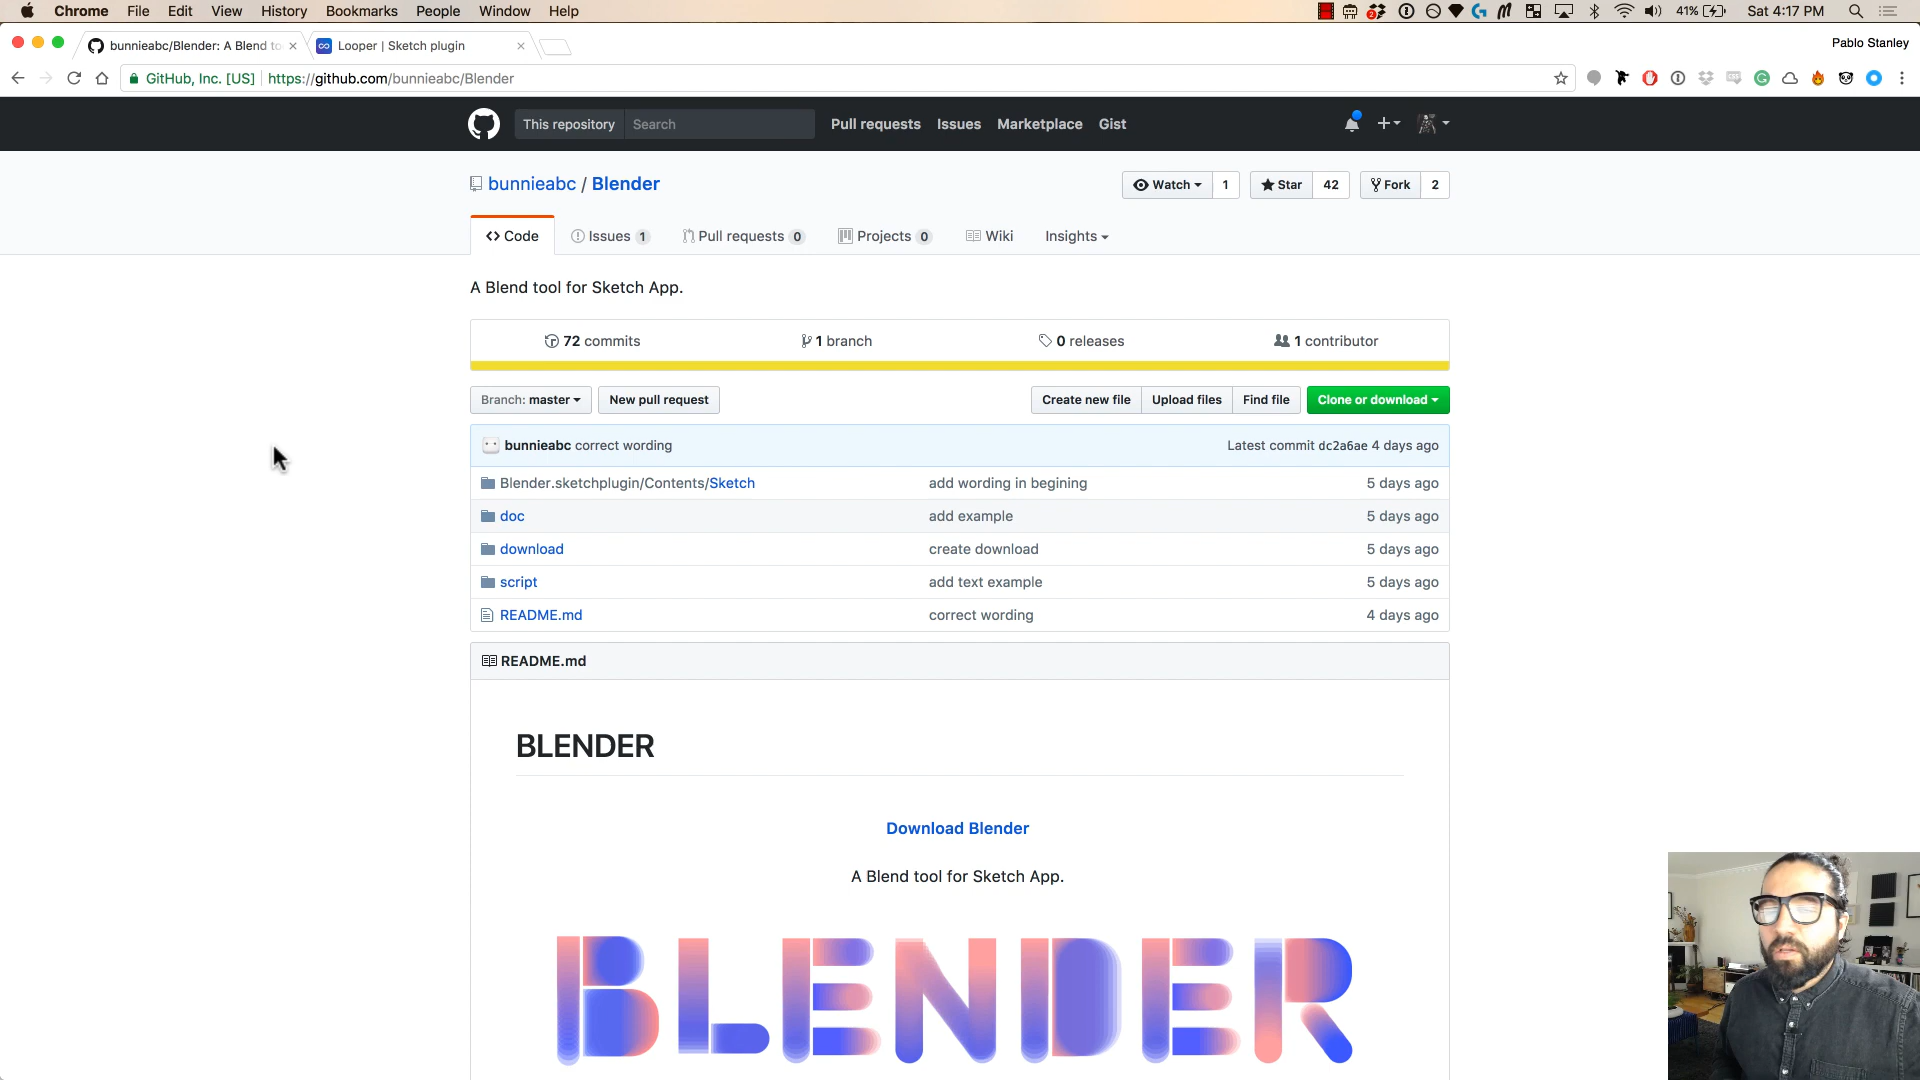 Chrome File Edit View History Bookmarks People Window Help 41% Sat 4:17 PM
bunnieabc/Blender: A Blend to Looper | Sketch plugin Pablo Stanley
GitHub, Inc. [US] https://github.com/bunnieabc/Blender
This repository Search Pull requests Issues Marketplace Gist
bunnieabc / Blender Watch 1 Star 42 Fork 2
Code Issues 1 Pull requests 0 Projects 0 Wiki Insights
A Blend tool for Sketch App.
72 commits 1 branch 0 releases 1 contributor
Branch: master New pull request Create new file Upload files Find file Clone or download
bunnieabc correct wording Latest commit dc2a6ae 4 days ago
Blender.sketchplugin/Contents/Sketch add wording in begining 5 days ago
doc add example 5 days ago
download create download 5 days ago
script add text example 5 days ago
README.md correct wording 4 days ago
README.md
BLENDER
Download Blender
A Blend tool for Sketch App.
BLENDER